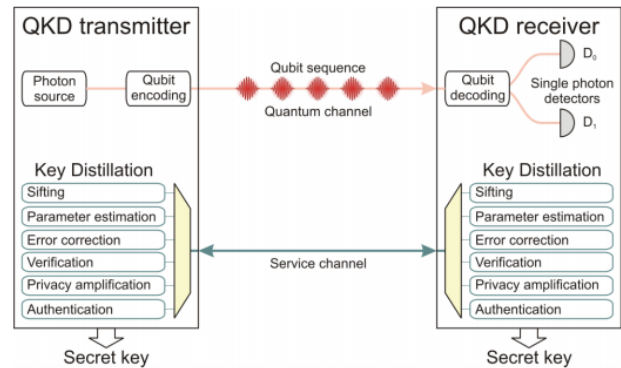 QKD transmitter
Photon
source
Qubit
encoding
Qubit sequence
Quantum channel
QKD receiver
Qubit
decoding
D0
Single photon
detectors
D1
Key Distillation
Sifting
Parameter estimation
Error correction
Verification
Privacy amplification
Authentication
Service channel
Key Distillation
Sifting
Parameter estimation
Error correction
Verification
Privacy amplification
Authentication
Secret key
Secret key